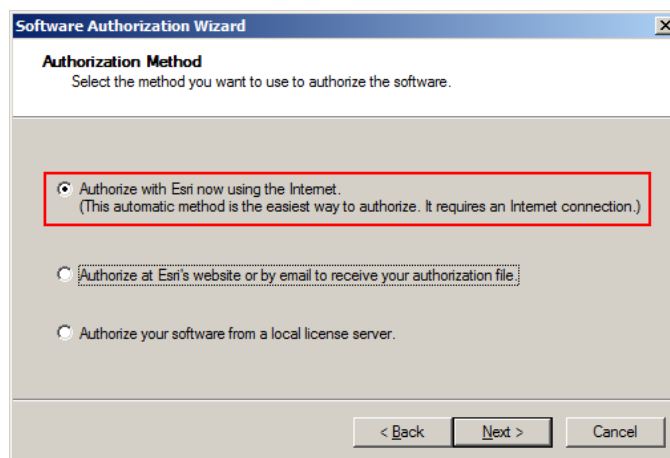 Software Authorization Wizard
Authorization Method
Select the method you want to use to authorize the software.
Authorize with Esri now using the Internet.
(This automatic method is the easiest way to authorize. It requires an Internet connection.)
Authorize at Esri's website or by email to receive your authorization file.
Authorize your software from a local license server.
< Back Next > Cancel